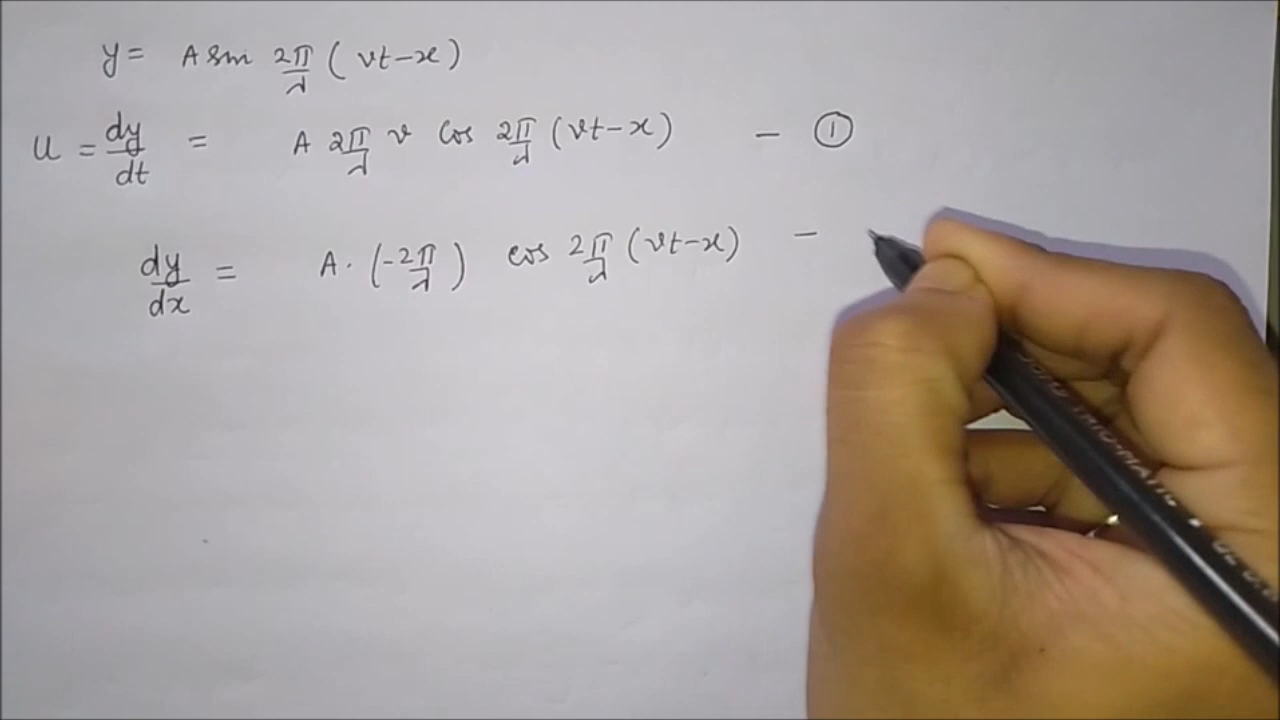 y = A sin 2π/λ (vt-x)
u = dy/dt = A 2π/λ v cos 2π/λ (vt-x) - ①
dy/dx = A. (-2π/λ) cos 2π/λ (vt-x) -